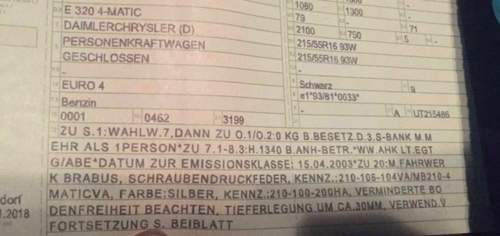 E 320 4-MATIC
1060 1300 -
DAIMLERCHRYSLER (D)
79 - 71
PERSONENKRAFTWAGEN
2100 750 5 -
GESCHLOSSEN
215/55R16 93W
-
215/55R16 93W
-
EURO 4
Schwarz 9
Benzin
e1*93/81*0033*
0001 0462 3199
- A UT215486
ZU S.1:WAHLW.7,DANN ZU O.1/O.2:0 KG B.BESETZ D.3.S-BANK M.M
EHR ALS 1PERSON*ZU 7.1-8.3:H.1340 B.ANH-BETR.*WW.AHK LT.EGT
G/ABE*DATUM ZUR EMISSIONSKLASSE: 15.04.2003*ZU 20:M.FAHRWER
K BRABUS, SCHRAUBENDRUCKFEDER, KENNZ.:210-106-104VA/MB210-4
MATICVA, FARBE:SILBER, KENNZ.:210-100-200HA, VERMINDERTE BO
DENFREIHEIT BEACHTEN, TIEFERLEGUNG UM CA.30MM, VERWEND.V
FORTSETZUNG S. BEIBLATT
dorf
1.2018